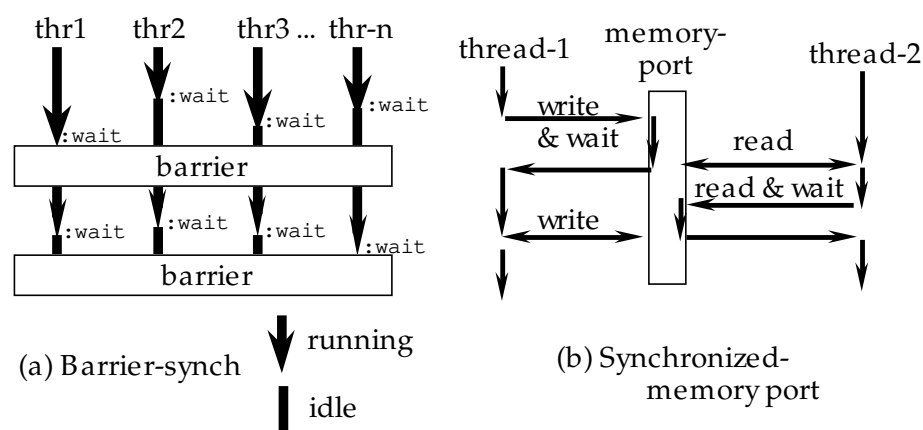 thr1 thr2 thr3 ... thr-n
:wait
:wait
:wait
:wait
barrier
:wait
:wait
:wait
:wait
barrier
running
(a) Barrier-synch
idle
memory-
port
thread-1
thread-2
write
& wait
read
read & wait
write
(b) Synchronized-
memory port